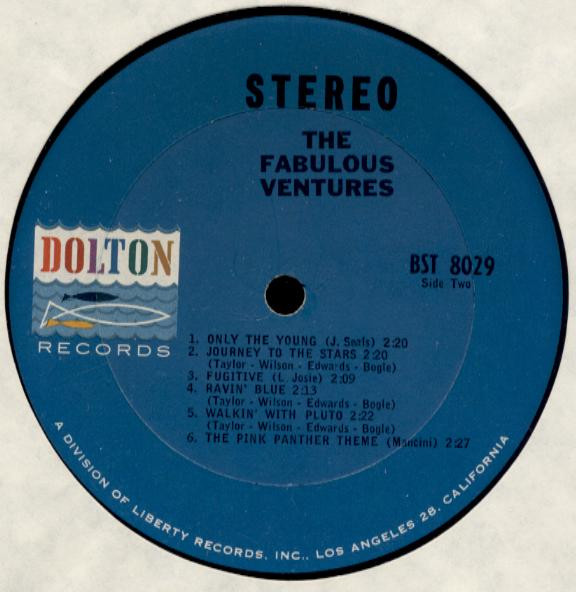 STEREO
THE
FABULOUS
VENTURES
DOLTON
RECORDS
BST 8029
Side Two
1. ONLY THE YOUNG (J. Seals) 2:20
2. JOURNEY TO THE STARS 2:20
(Taylor - Wilson - Edwards - Bogle)
3. FUGITIVE (L. Josie) 2:09
4. RAVIN' BLUE 2:13
(Taylor - Wilson - Edwards - Bogle)
5. WALKIN' WITH PLUTO 2:22
(Taylor - Wilson - Edwards - Bogle)
6. THE PINK PANTHER THEME (Mancini) 2:27
A DIVISION OF LIBERTY RECORDS, INC., LOS ANGELES 28, CALIFORNIA